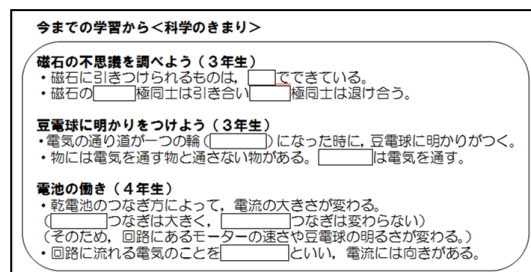 今までの学習から<科学のきまり>
磁石の不思議を調べよう(3年生)
・磁石に引きつけられるものは, でできている。
・磁石の 極同士は引き合い 極同士は退け合う。
豆電球に明かりをつけよう(3年生)
・電気の通り道が一つの輪( )になった時に,豆電球に明かりがつく。
・物には電気を通す物と通さない物がある。 は電気を通す。
電池の働き(4年生)
・乾電池のつなぎ方によって,電流の大きさが変わる。
( つなぎは大きく, つなぎは変わらない)
(そのため,回路にあるモーターの速さや豆電球の明るさが変わる。)
・回路に流れる電気のことを といい,電流には向きがある。